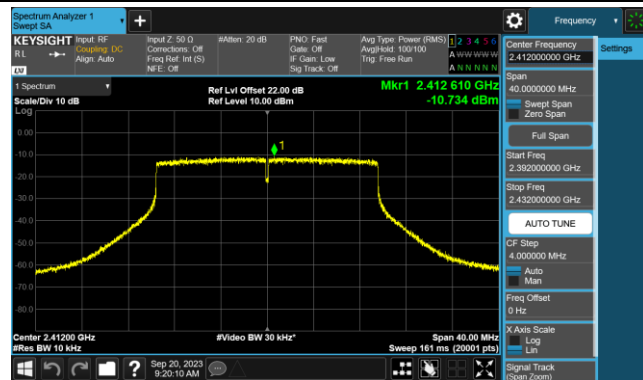 Spectrum Analyzer 1
Swept SA
+
Frequency
KEYSIGHT
RL
LXI
Input: RF
Coupling: DC
Align: Auto
Input Z: 50 Ω
Corrections: Off
Freq Ref: Int (S)
NFE: Off
#Atten: 20 dB
PNO: Fast
Gate: Off
IF Gain: Low
Sig Track: Off
Avg Type: Power (RMS)
Avg|Hold: 100/100
Trig: Free Run
1 2 3 4 5 6
A W W W W W
A N N N N N
1 Spectrum
Scale/Div 10 dB
Log
Ref Lvl Offset 22.00 dB
Ref Level 10.00 dBm
Mkr1 2.412 610 GHz
-10.734 dBm
1
0.00
-10.0
-20.0
-30.0
-40.0
-50.0
-60.0
-70.0
-80.0
Center 2.41200 GHz
#Res BW 10 kHz
#Video BW 30 kHz*
Span 40.00 MHz
Sweep 161 ms (20001 pts)
?
Sep 20, 2023
9:20:10 AM
Settings
Center Frequency
2.412000000 GHz
Span
40.0000000 MHz
Swept Span
Zero Span
Full Span
Start Freq
2.392000000 GHz
Stop Freq
2.432000000 GHz
AUTO TUNE
CF Step
4.000000 MHz
Auto
Man
Freq Offset
0 Hz
X Axis Scale
Log
Lin
Signal Track
(Span Zoom)